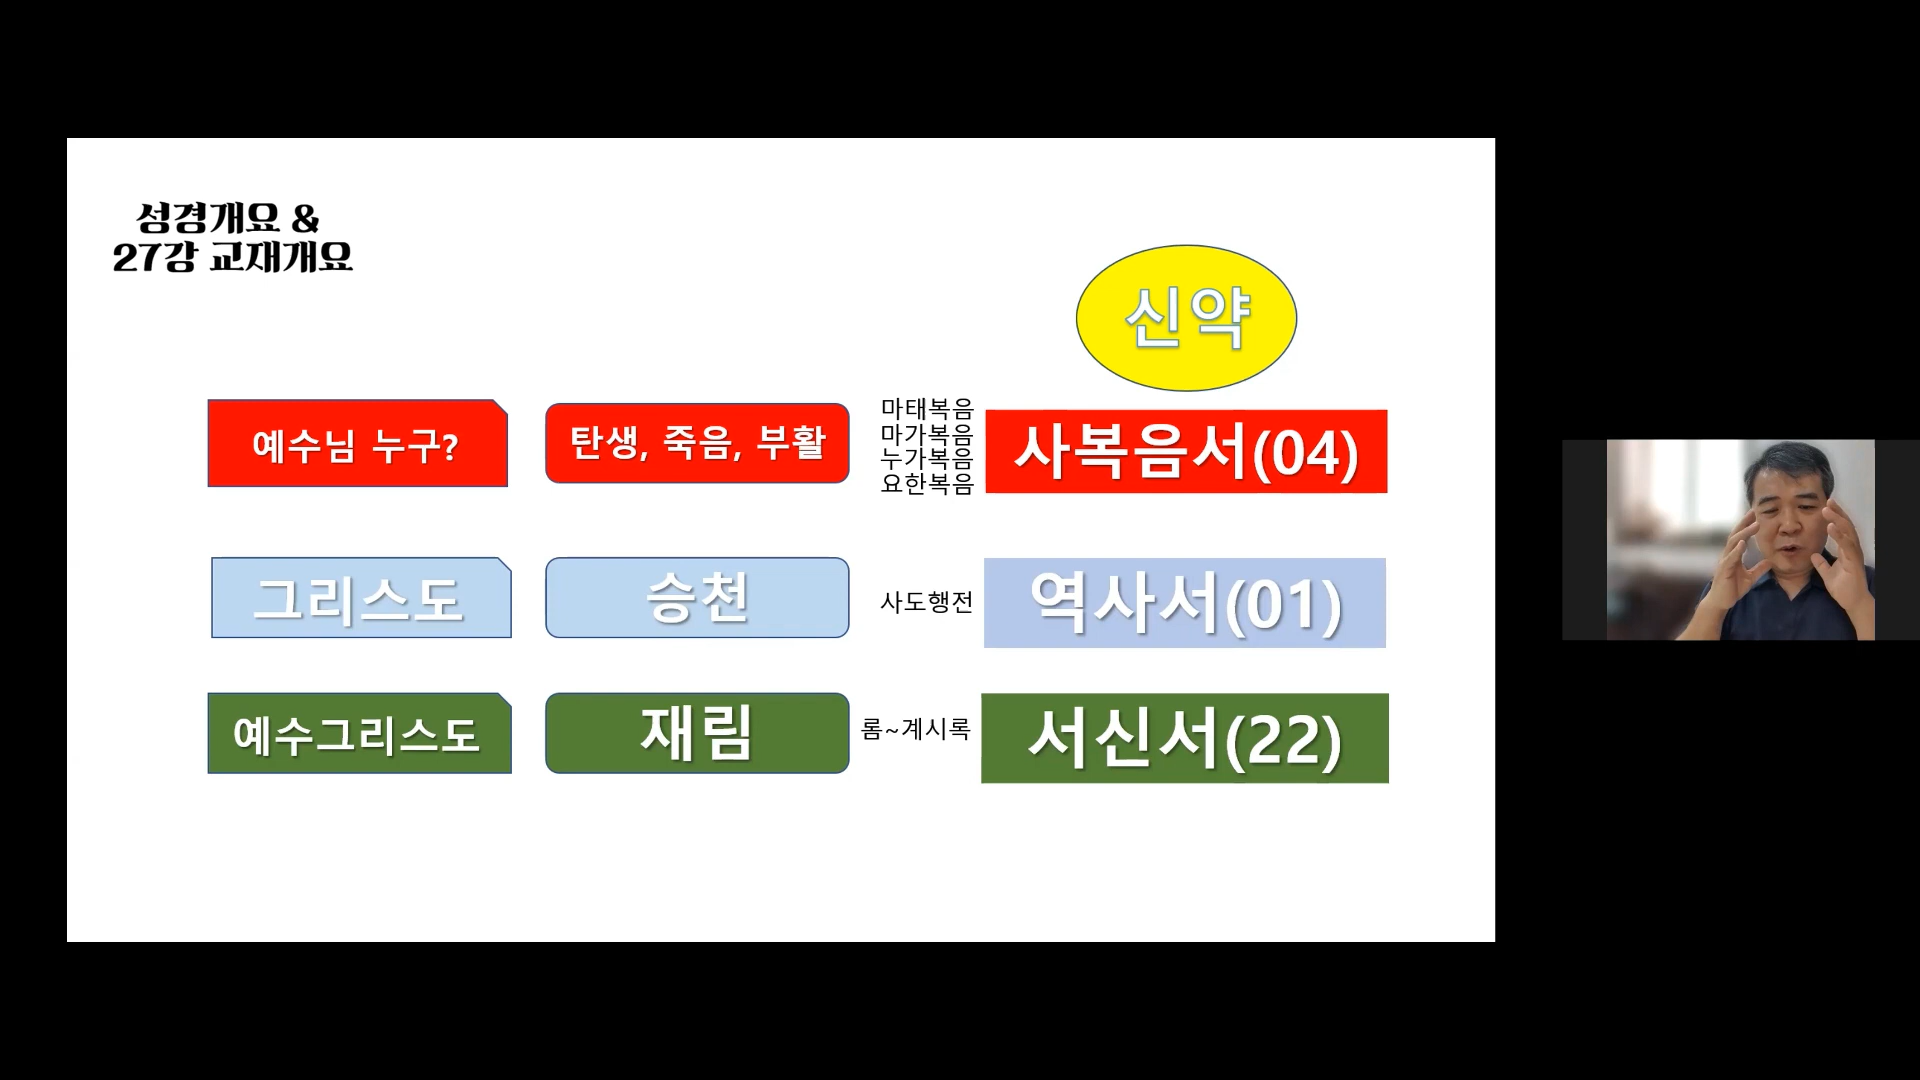 성경개요 &
27강 교재개요
신약
예수님 누구?
탄생, 죽음, 부활
마태복음
마가복음
누가복음
요한복음
사복음서(04)
그리스도
승천
사도행전
역사서(01)
예수그리스도
재림
롬~계시록
서신서(22)